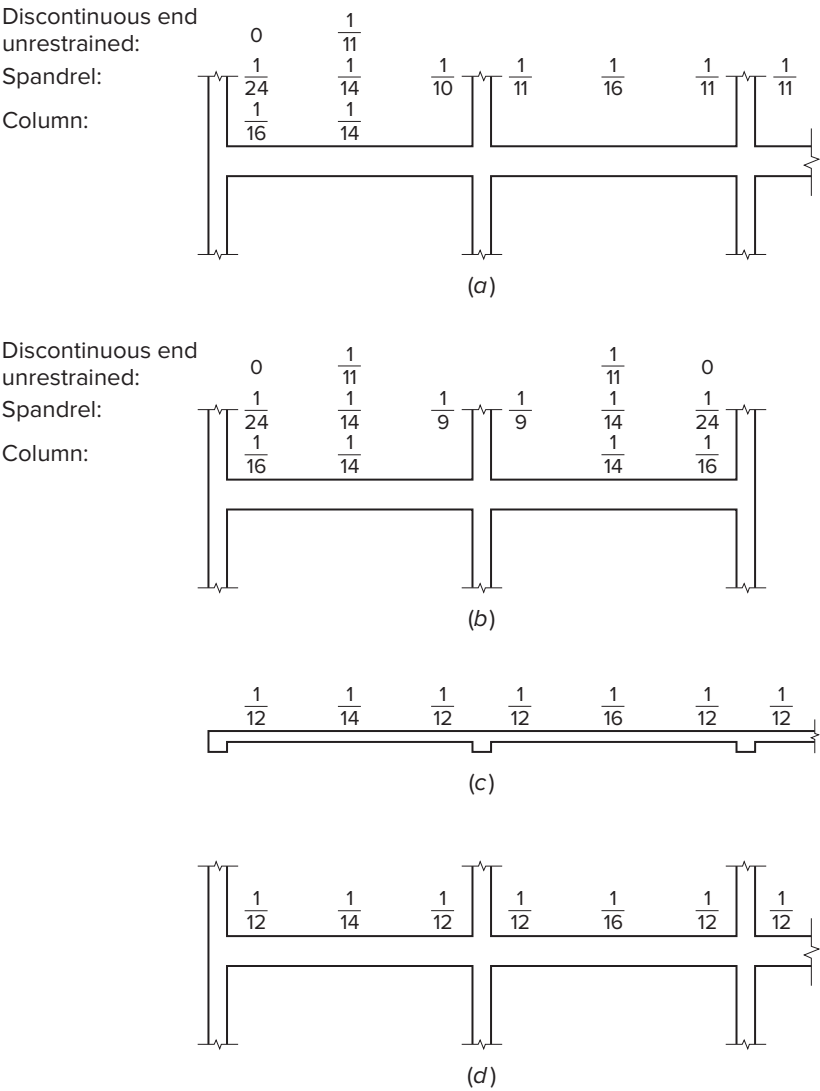 Discontinuous end
unrestrained: 0 1/11
Spandrel: 1/24 1/14 1/10 1/11 1/16 1/11 1/11
Column: 1/16 1/14
(a)
Discontinuous end
unrestrained: 0 1/11 1/11 0
Spandrel: 1/24 1/14 1/9 1/9 1/14 1/24
Column: 1/16 1/14 1/14 1/16
(b)
1/12 1/14 1/12 1/12 1/16 1/12 1/12
(c)
1/12 1/14 1/12 1/12 1/16 1/12 1/12
(d)